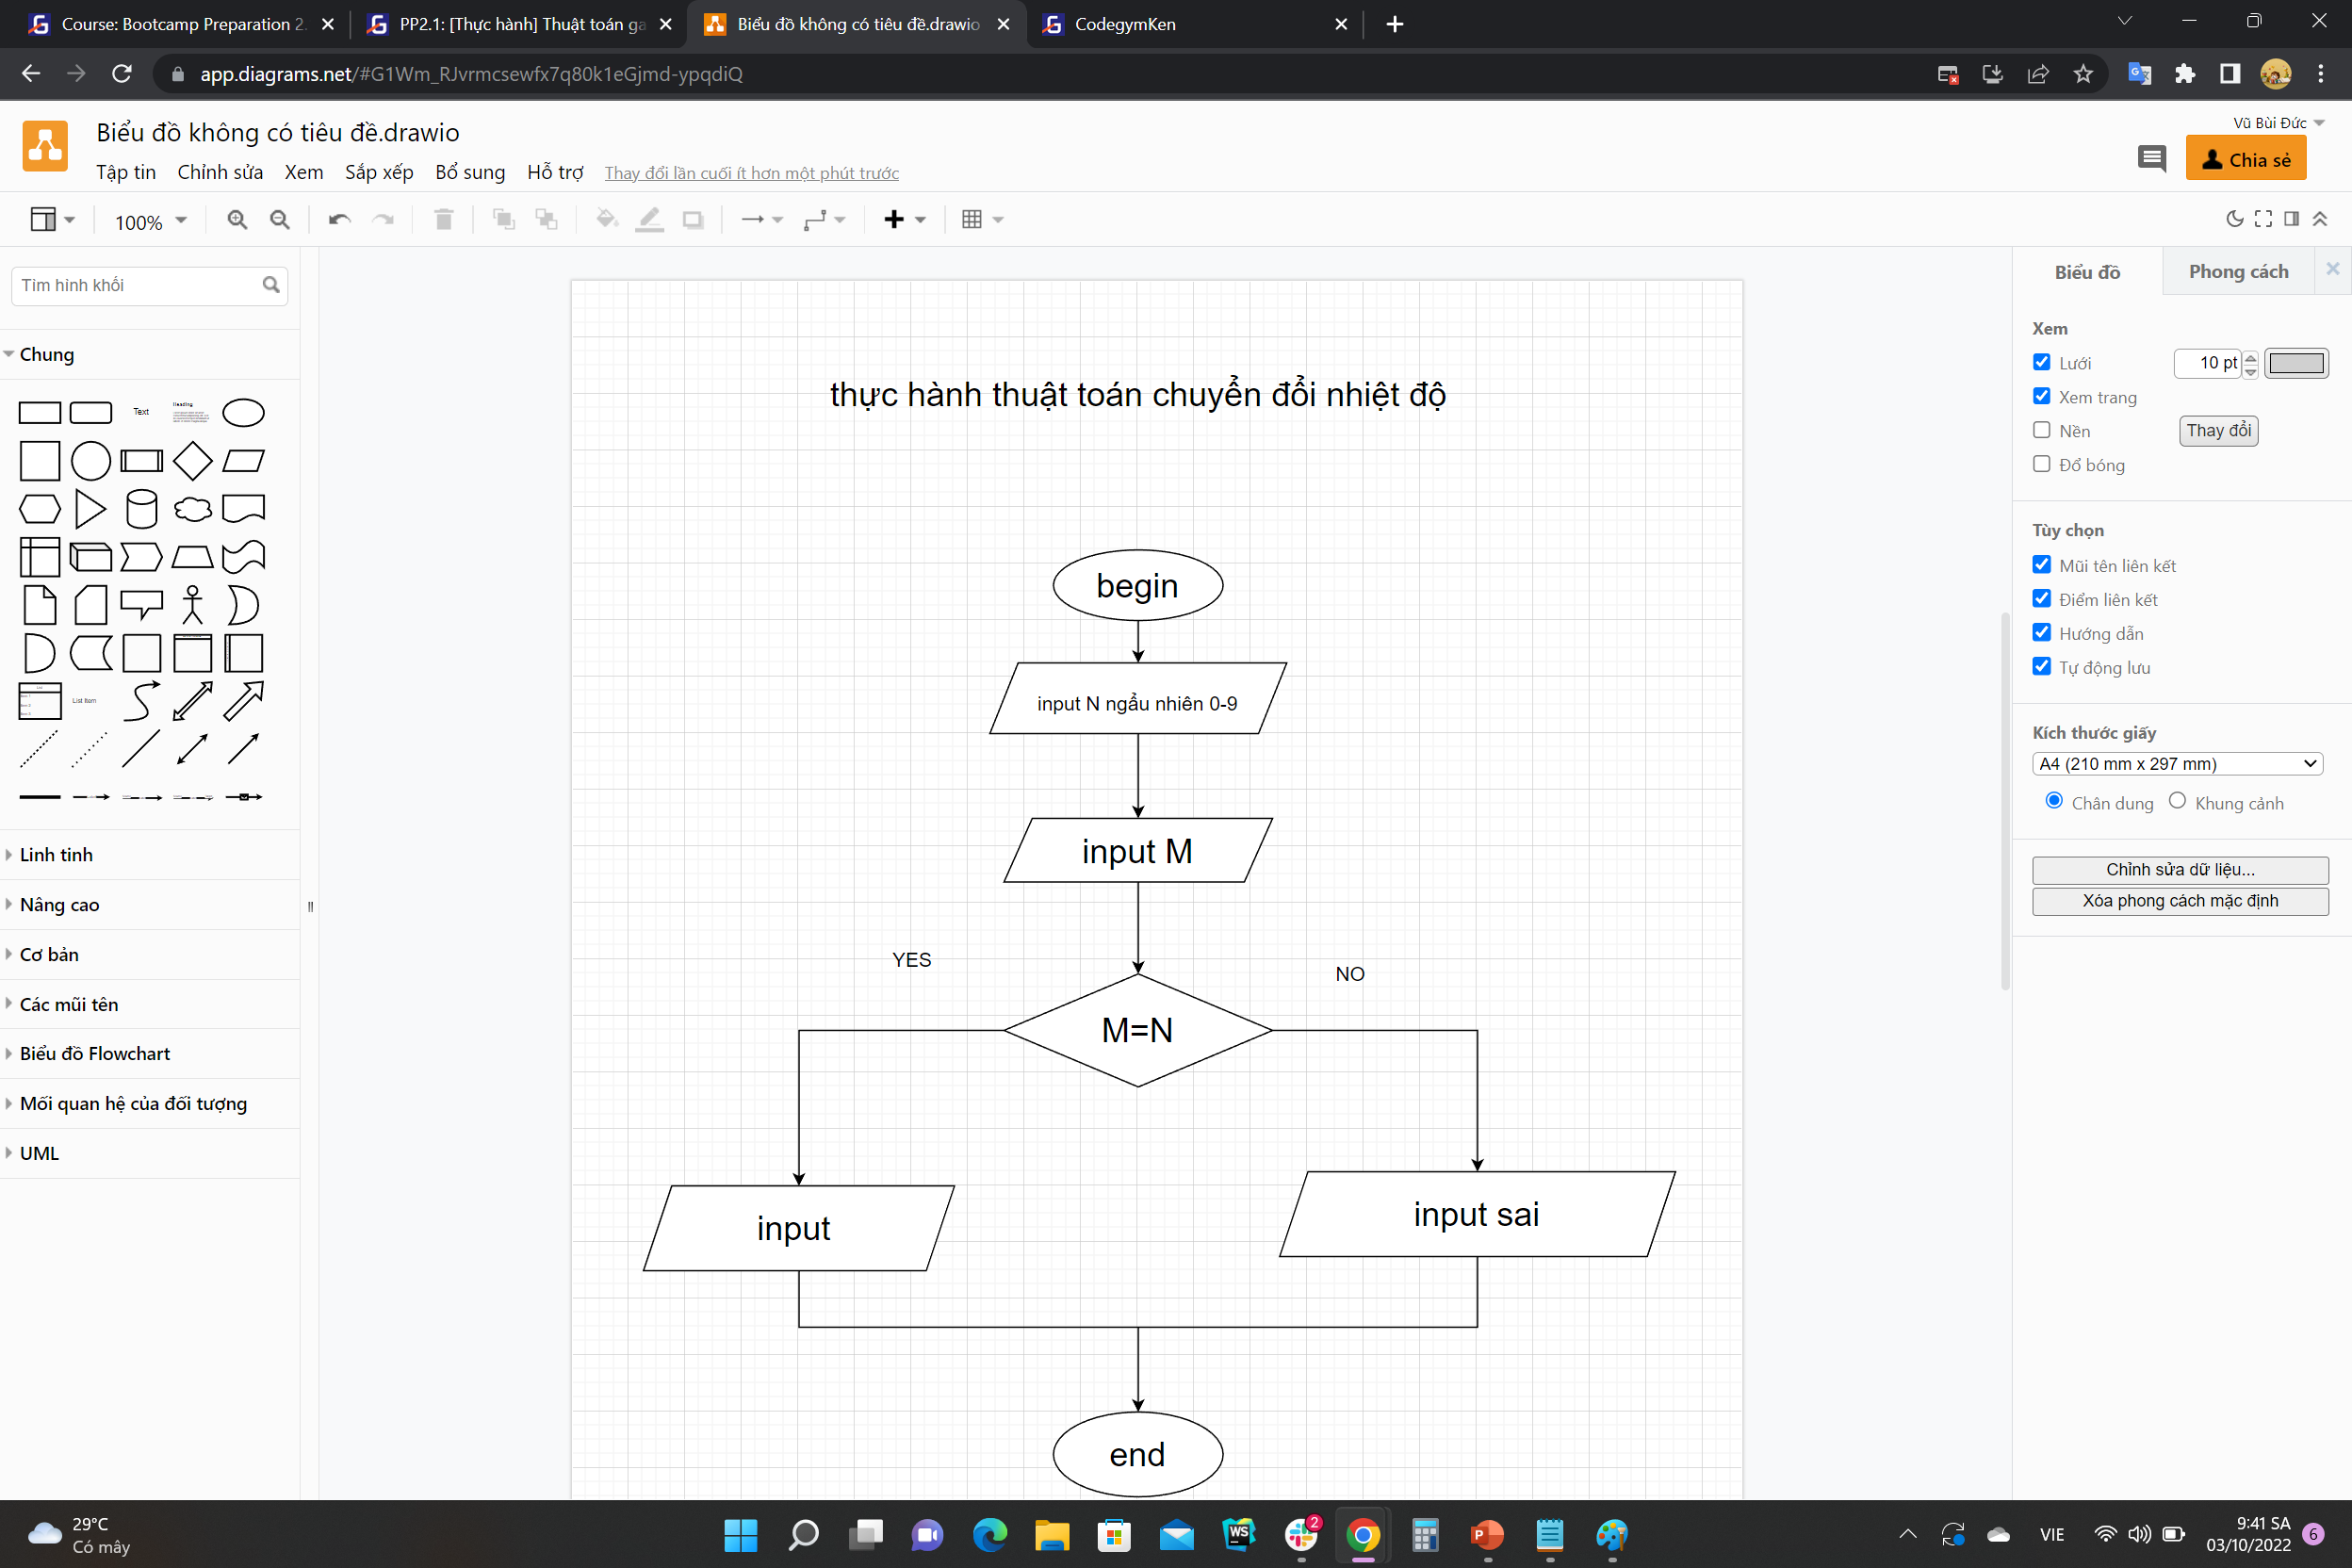 Course: Bootcamp Preparation 2.
PP2.1: [Thực hành] Thuật toán ga
Biểu đồ không có tiêu đề.drawio
CodegymKen
app.diagrams.net/#G1Wm_RJvrmcsewfx7q80k1eGjmd-ypqdiQ
Biểu đồ không có tiêu đề.drawio
Vũ Bùi Đức
Chia sẻ
Tập tin Chỉnh sửa Xem Sắp xếp Bổ sung Hỗ trợ Thay đổi lần cuối ít hơn một phút trước
100%
Tìm hình khối
Chung
Text
Heading
List Item
Linh tinh
Nâng cao
Cơ bản
Các mũi tên
Biểu đồ Flowchart
Mối quan hệ của đối tượng
UML
thực hành thuật toán chuyển đổi nhiệt độ
begin
input N ngẩu nhiên 0-9
input M
YES
NO
M=N
input
input sai
end
Biểu đồ
Phong cách
Xem
Lưới
10 pt
Xem trang
Nền
Thay đổi
Đổ bóng
Tùy chọn
Mũi tên liên kết
Điểm liên kết
Hướng dẫn
Tự động lưu
Kích thước giấy
A4 (210 mm x 297 mm)
Chân dung
Khung cảnh
Chỉnh sửa dữ liệu...
Xóa phong cách mặc định
29°C
Có mây
WS
2
VIE
9:41 SA
03/10/2022
6